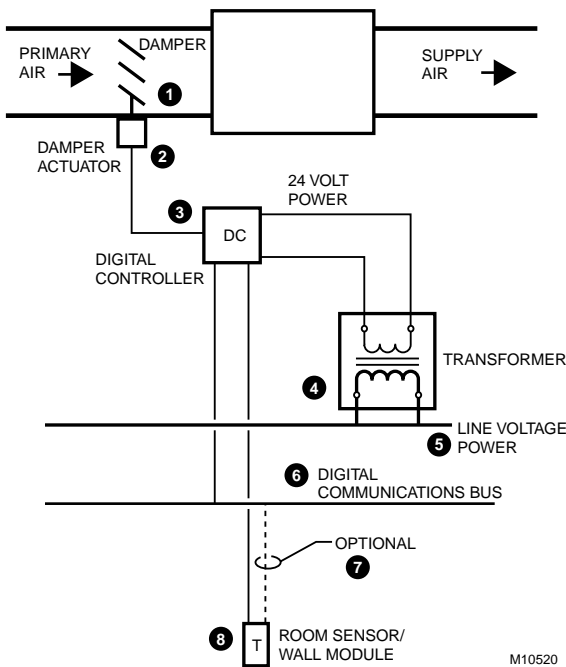 DAMPER
PRIMARY
AIR
SUPPLY
AIR
1
DAMPER
ACTUATOR
2
24 VOLT
POWER
3
DC
DIGITAL
CONTROLLER
TRANSFORMER
4
5
LINE VOLTAGE
POWER
6
DIGITAL
COMMUNICATIONS BUS
OPTIONAL
7
8
T
ROOM SENSOR/
WALL MODULE
M10520